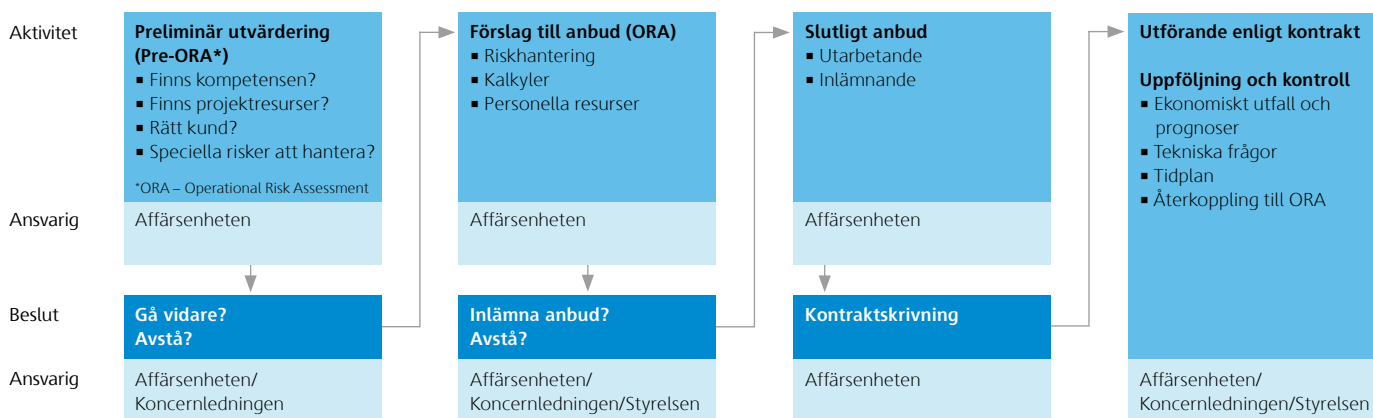 Aktivitet
Preliminär utvärdering
(Pre-ORA*)
▪ Finns kompetensen?
▪ Finns projektresurser?
▪ Rätt kund?
▪ Speciella risker att hantera?
*ORA – Operational Risk Assessment
Förslag till anbud (ORA)
▪ Riskhantering
▪ Kalkyler
▪ Personella resurser
Slutligt anbud
▪ Utarbetande
▪ Inlämnande
Utförande enligt kontrakt
Uppföljning och kontroll
▪ Ekonomiskt utfall och
prognoser
▪ Tekniska frågor
▪ Tidplan
▪ Återkoppling till ORA
Ansvarig
Affärsenheten
Affärsenheten
Affärsenheten
Beslut
Gå vidare?
Avstå?
Inlämna anbud?
Avstå?
Kontraktskrivning
Ansvarig
Affärsenheten/
Koncernledningen
Affärsenheten/
Koncernledningen/Styrelsen
Affärsenheten
Affärsenheten/
Koncernledningen/Styrelsen